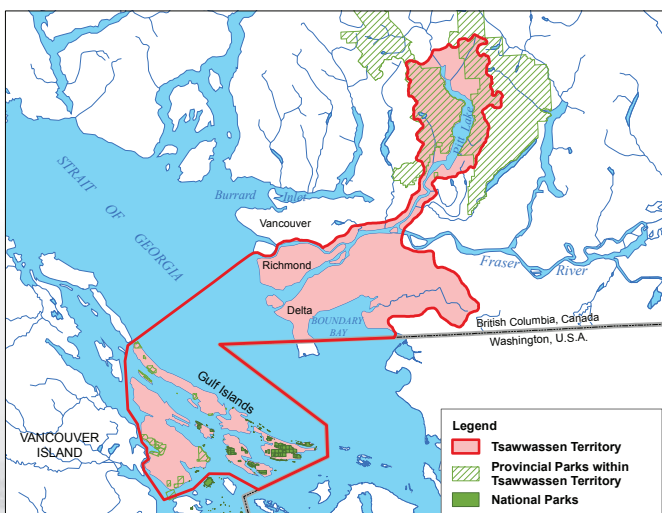 Pitt Lake
STRAIT OF GEORGIA
Burrard Inlet
Vancouver
Richmond
Fraser River
Delta
BOUNDARY
BAY
British Columbia, Canada
Washington, U.S.A.
Gulf Islands
VANCOUVER
ISLAND
Legend
Tsawwassen Territory
Provincial Parks within
Tsawwassen Territory
National Parks